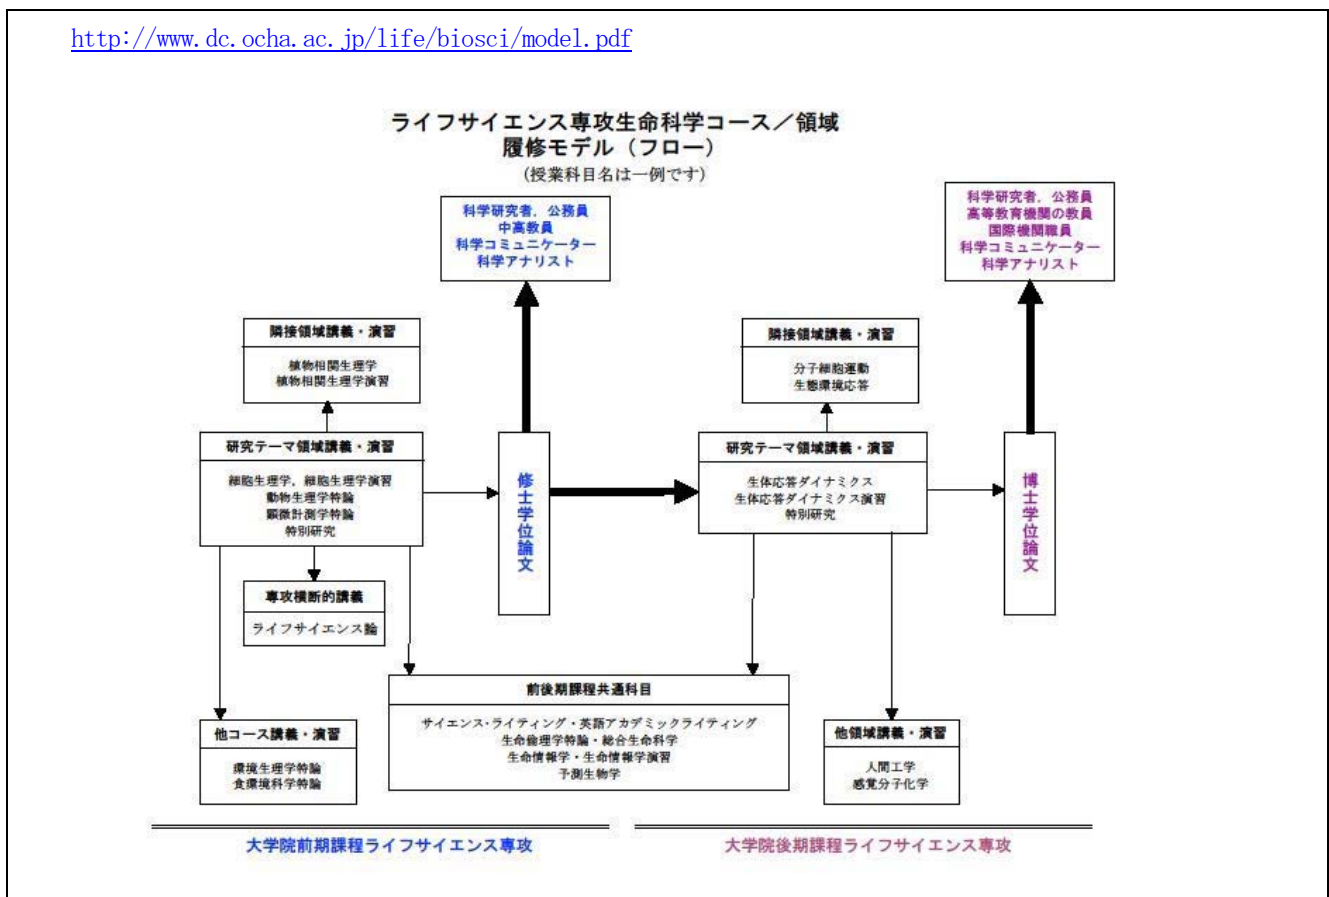 http://www.dc.ocha.ac.jp/life/biosci/model.pdf
ライフサイエンス専攻生命科学コース／領域
履修モデル（フロー）
（授業科目名は一例です）
科学研究者，公務員
中高教員
科学コミュニケーター
科学アナリスト
科学研究者，公務員
高等教育機関の教員
国際機関職員
科学コミュニケーター
科学アナリスト
隣接領域講義・演習
植物相関生理学
植物相関生理学演習
隣接領域講義・演習
分子細胞運動
生態環境応答
研究テーマ領域講義・演習
細胞生理学，細胞生理学演習
動物生理学特論
顕微計測学特論
特別研究
修士学位論文
研究テーマ領域講義・演習
生体応答ダイナミクス
生体応答ダイナミクス演習
特別研究
博士学位論文
専攻横断的講義
ライフサイエンス論
前後期課程共通科目
サイエンス・ライティング・英語アカデミックライティング
生命倫理学特論・総合生命科学
生命情報学・生命情報学演習
予測生物学
他コース講義・演習
環境生理学特論
食環境科学特論
他領域講義・演習
人間工学
感覚分子化学
大学院前期課程ライフサイエンス専攻
大学院後期課程ライフサイエンス専攻